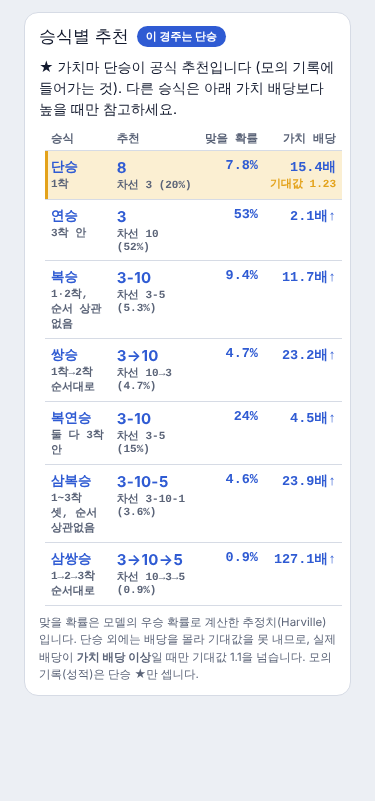 승식별 추천 이 경주는 단승
★ 가치마 단승이 공식 추천입니다 (모의 기록에
들어가는 것). 다른 승식은 아래 가치 배당보다
높을 때만 참고하세요.
승식 추천 맞을 확률 가치 배당
단승 8 7.8% 15.4배
1착 차선 3 (20%) 기대값 1.23
연승 3 53% 2.1배↑
3착 안 차선 10
(52%)
복승 3-10 9.4% 11.7배↑
1·2착, 차선 3-5
순서 상관 (5.3%)
없음
쌍승 3→10 4.7% 23.2배↑
1착→2착 차선 10→3
순서대로 (4.7%)
복연승 3-10 24% 4.5배↑
둘 다 3착 차선 3-5
안 (15%)
삼복승 3-10-5 4.6% 23.9배↑
1~3착 차선 3-10-1
셋, 순서 (3.6%)
상관없음
삼쌍승 3→10→5 0.9% 127.1배↑
1→2→3착 차선 10→3→5
순서대로 (0.9%)
맞을 확률은 모델의 우승 확률로 계산한 추정치(Harville)
입니다. 단승 외에는 배당을 몰라 기대값을 못 내므로, 실제
배당이 가치 배당 이상일 때만 기대값 1.1을 넘습니다. 모의
기록(성적)은 단승 ★만 셉니다.